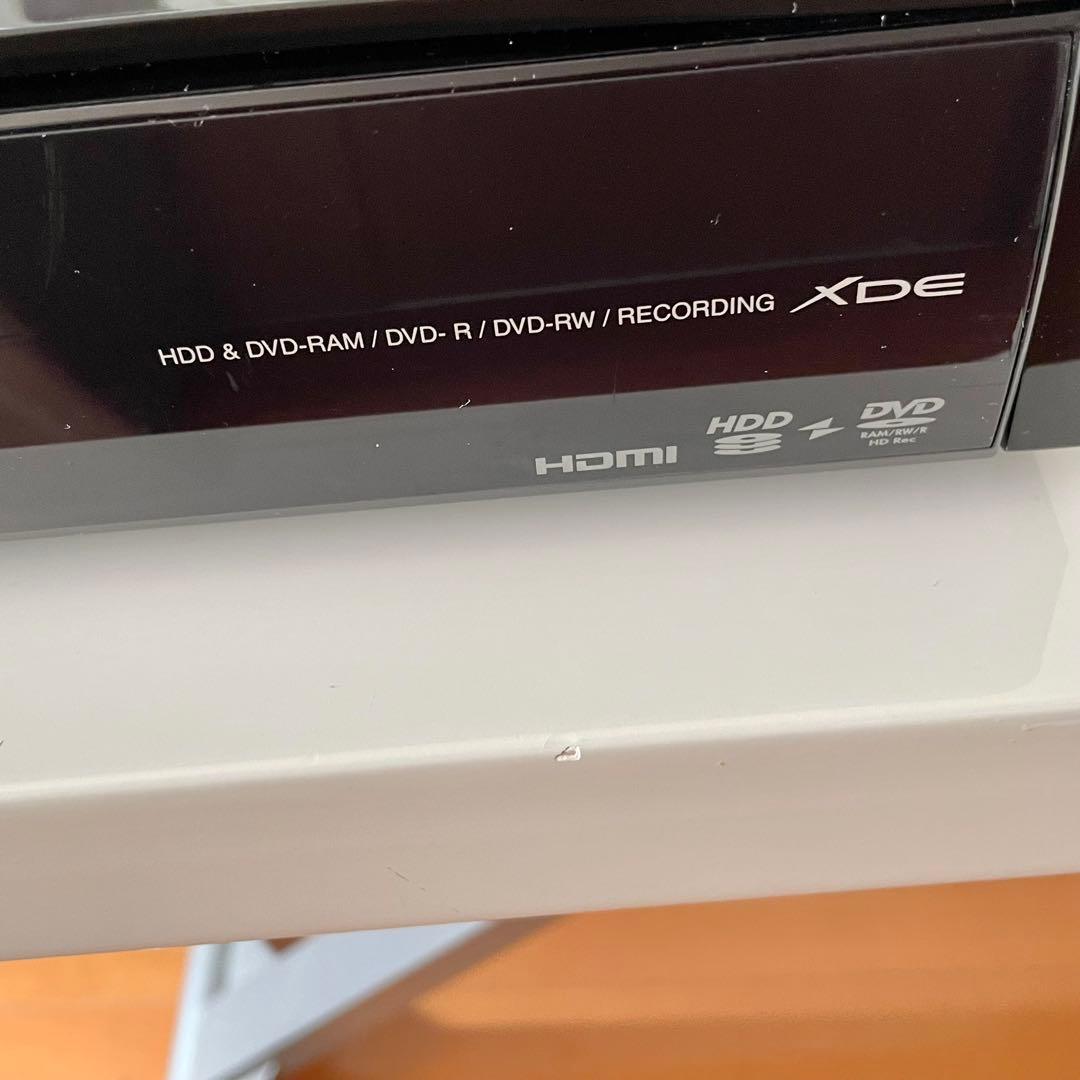 HDD & DVD-RAM / DVD- R / DVD-RW / RECORDING XDE
HDMI HDD DVD
RAM/RW/R
HD Rec